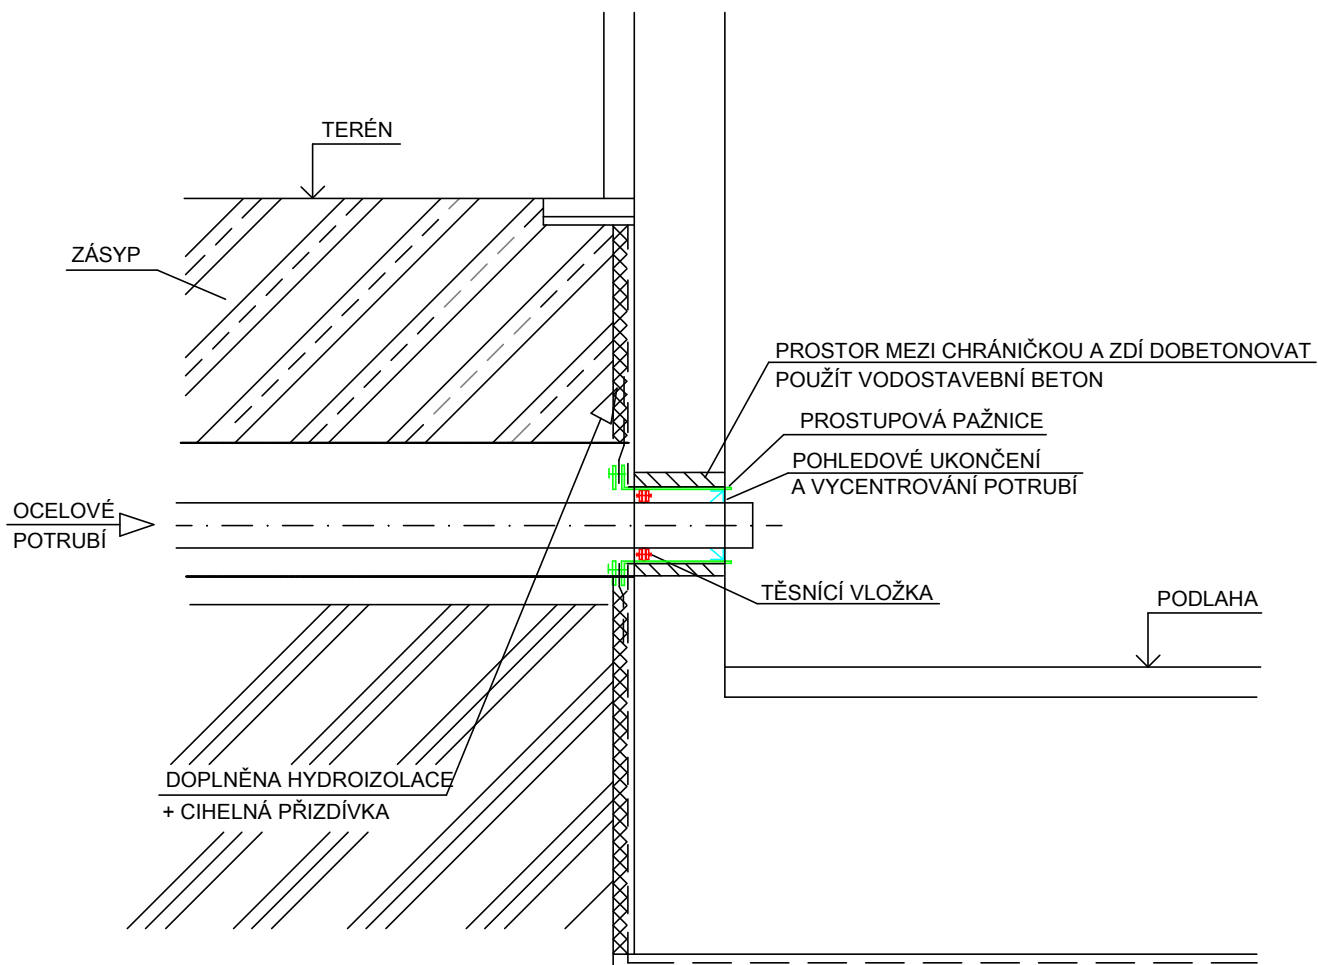 TERÉN
ZÁSYP
PROSTOR MEZI CHRÁNIČKOU A ZDÍ DOBETONOVAT
POUŽÍT VODOSTAVEBNÍ BETON
PROSTUPOVÁ PAŽNICE
POHLEDOVÉ UKONČENÍ
A VYCENTROVÁNÍ POTRUBÍ
OCELOVÉ
POTRUBÍ
TĚSNÍCÍ VLOŽKA
PODLAHA
DOPLNĚNA HYDROIZOLACE
+ CIHELNÁ PŘIZDÍVKA